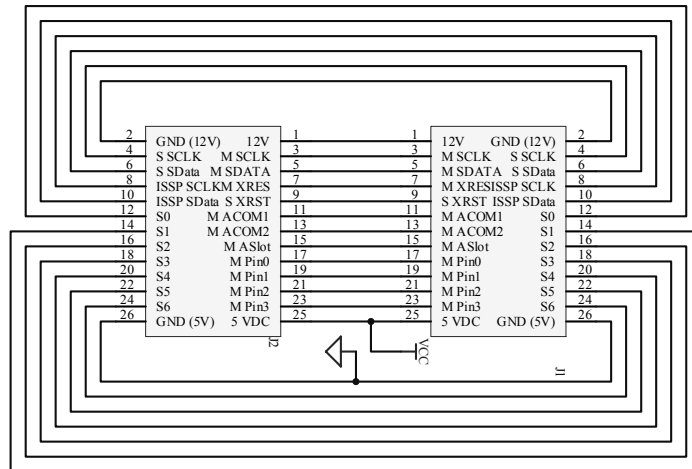 2 GND (12V) 12V 1 1 12V GND (12V) 2
4 S SCLK M SCLK 3 3 M SCLK S SCLK 4
6 S SData M SDATA 5 5 M SDATA S SData 6
8 ISSP SCLK M XRES 7 7 M XRES ISSP SCLK 8
10 ISSP SData S XRST 9 9 S XRST ISSP SData 10
12 S0 M ACOM1 11 11 M ACOM1 S0 12
14 S1 M ACOM2 13 13 M ACOM2 S1 14
16 S2 M ASlot 15 15 M ASlot S2 16
18 S3 M Pin0 17 17 M Pin0 S3 18
20 S4 M Pin1 19 19 M Pin1 S4 20
22 S5 M Pin2 21 21 M Pin2 S5 22
24 S6 M Pin3 23 23 M Pin3 S6 24
26 GND (5V) 5 VDC 25 25 5 VDC GND (5V) 26
J2
VCC
J1